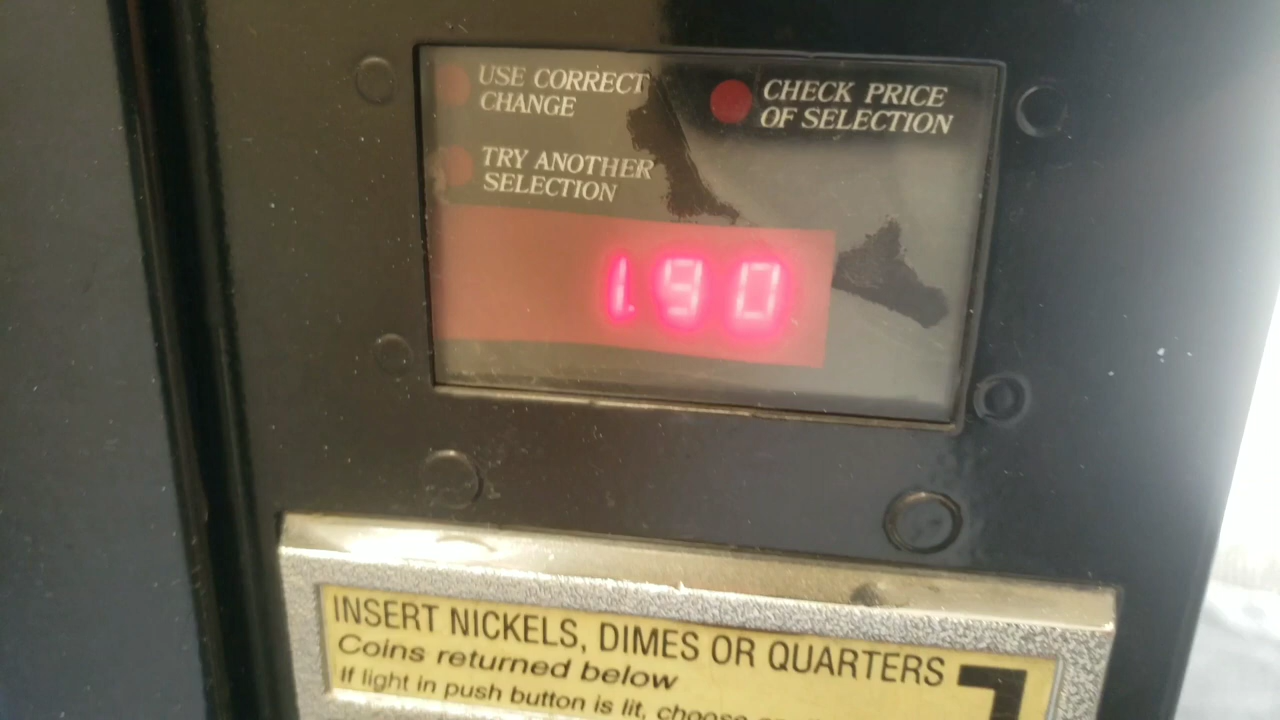 USE CORRECT
CHANGE
CHECK PRICE
OF SELECTION
TRY ANOTHER
SELECTION
1.90
INSERT NICKELS, DIMES OR QUARTERS
Coins returned below
If light in push button is lit, choose